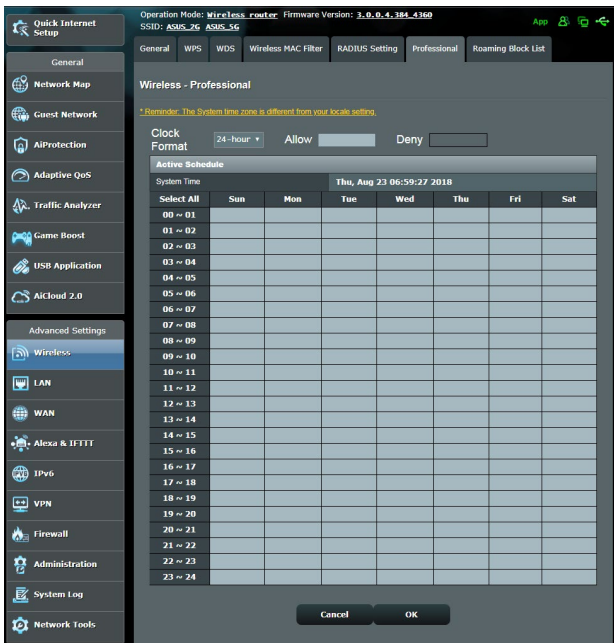 Quick Internet
Setup
Operation Mode: Wireless router Firmware Version: 3.0.0.4.384_4360
SSID: ASUS_2G ASUS_5G
App
General WPS WDS Wireless MAC Filter RADIUS Setting Professional Roaming Block List
General
Network Map
Guest Network
AiProtection
Adaptive QoS
Traffic Analyzer
Game Boost
USB Application
AiCloud 2.0
Advanced Settings
Wireless
LAN
WAN
Alexa & IFTTT
IPv6
VPN
Firewall
Administration
System Log
Network Tools
Wireless - Professional
* Reminder: The System time zone is different from your locale setting.
Clock
Format
24-hour
Allow
Deny
Active Schedule
System Time Thu, Aug 23 06:59:27 2018
Select All Sun Mon Tue Wed Thu Fri Sat
00 ~ 01
01 ~ 02
02 ~ 03
03 ~ 04
04 ~ 05
05 ~ 06
06 ~ 07
07 ~ 08
08 ~ 09
09 ~ 10
10 ~ 11
11 ~ 12
12 ~ 13
13 ~ 14
14 ~ 15
15 ~ 16
16 ~ 17
17 ~ 18
18 ~ 19
19 ~ 20
20 ~ 21
21 ~ 22
22 ~ 23
23 ~ 24
Cancel OK